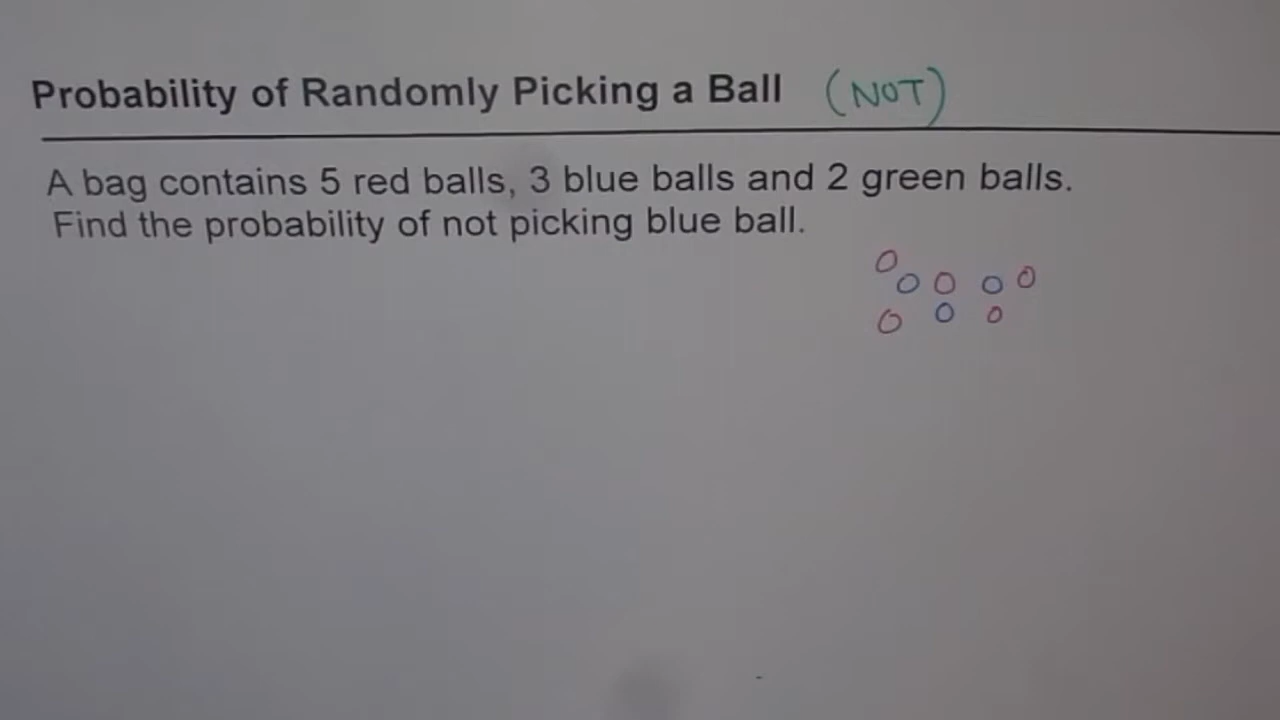 Probability of Randomly Picking a Ball (NOT)
A bag contains 5 red balls, 3 blue balls and 2 green balls.
Find the probability of not picking blue ball.